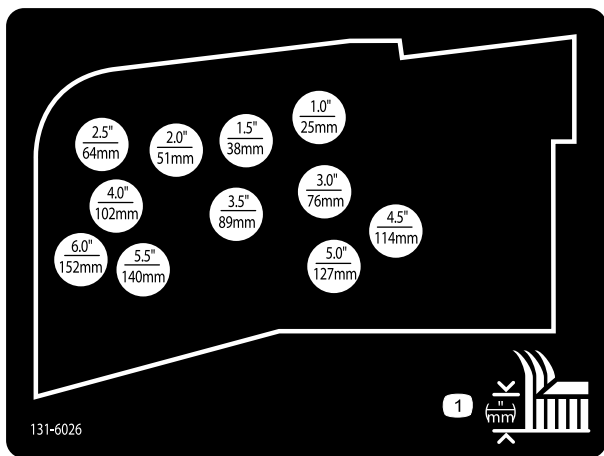 2.5"
64mm
2.0"
51mm
1.5"
38mm
1.0"
25mm
4.0"
102mm
3.5"
89mm
3.0"
76mm
4.5"
114mm
6.0"
152mm
5.5"
140mm
5.0"
127mm
131-6026
1
"
(mm)